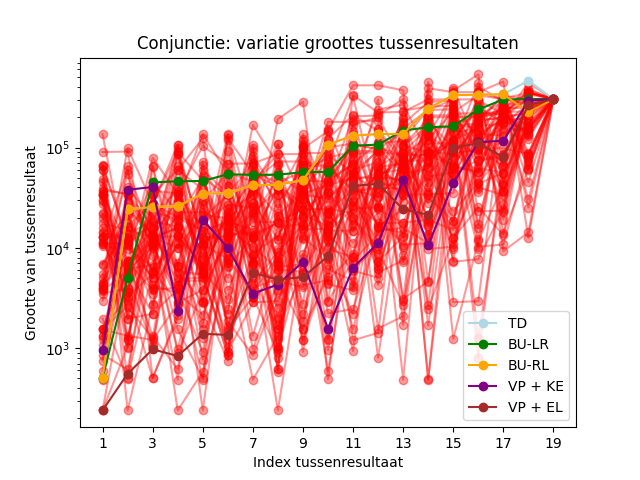 Conjunctie: variatie groottes tussenresultaten
Grootte van tussenresultaat
10^5
10^4
10^3
1 3 5 7 9 11 13 15 17 19
Index tussenresultaat
TD
BU-LR
BU-RL
VP + KE
VP + EL